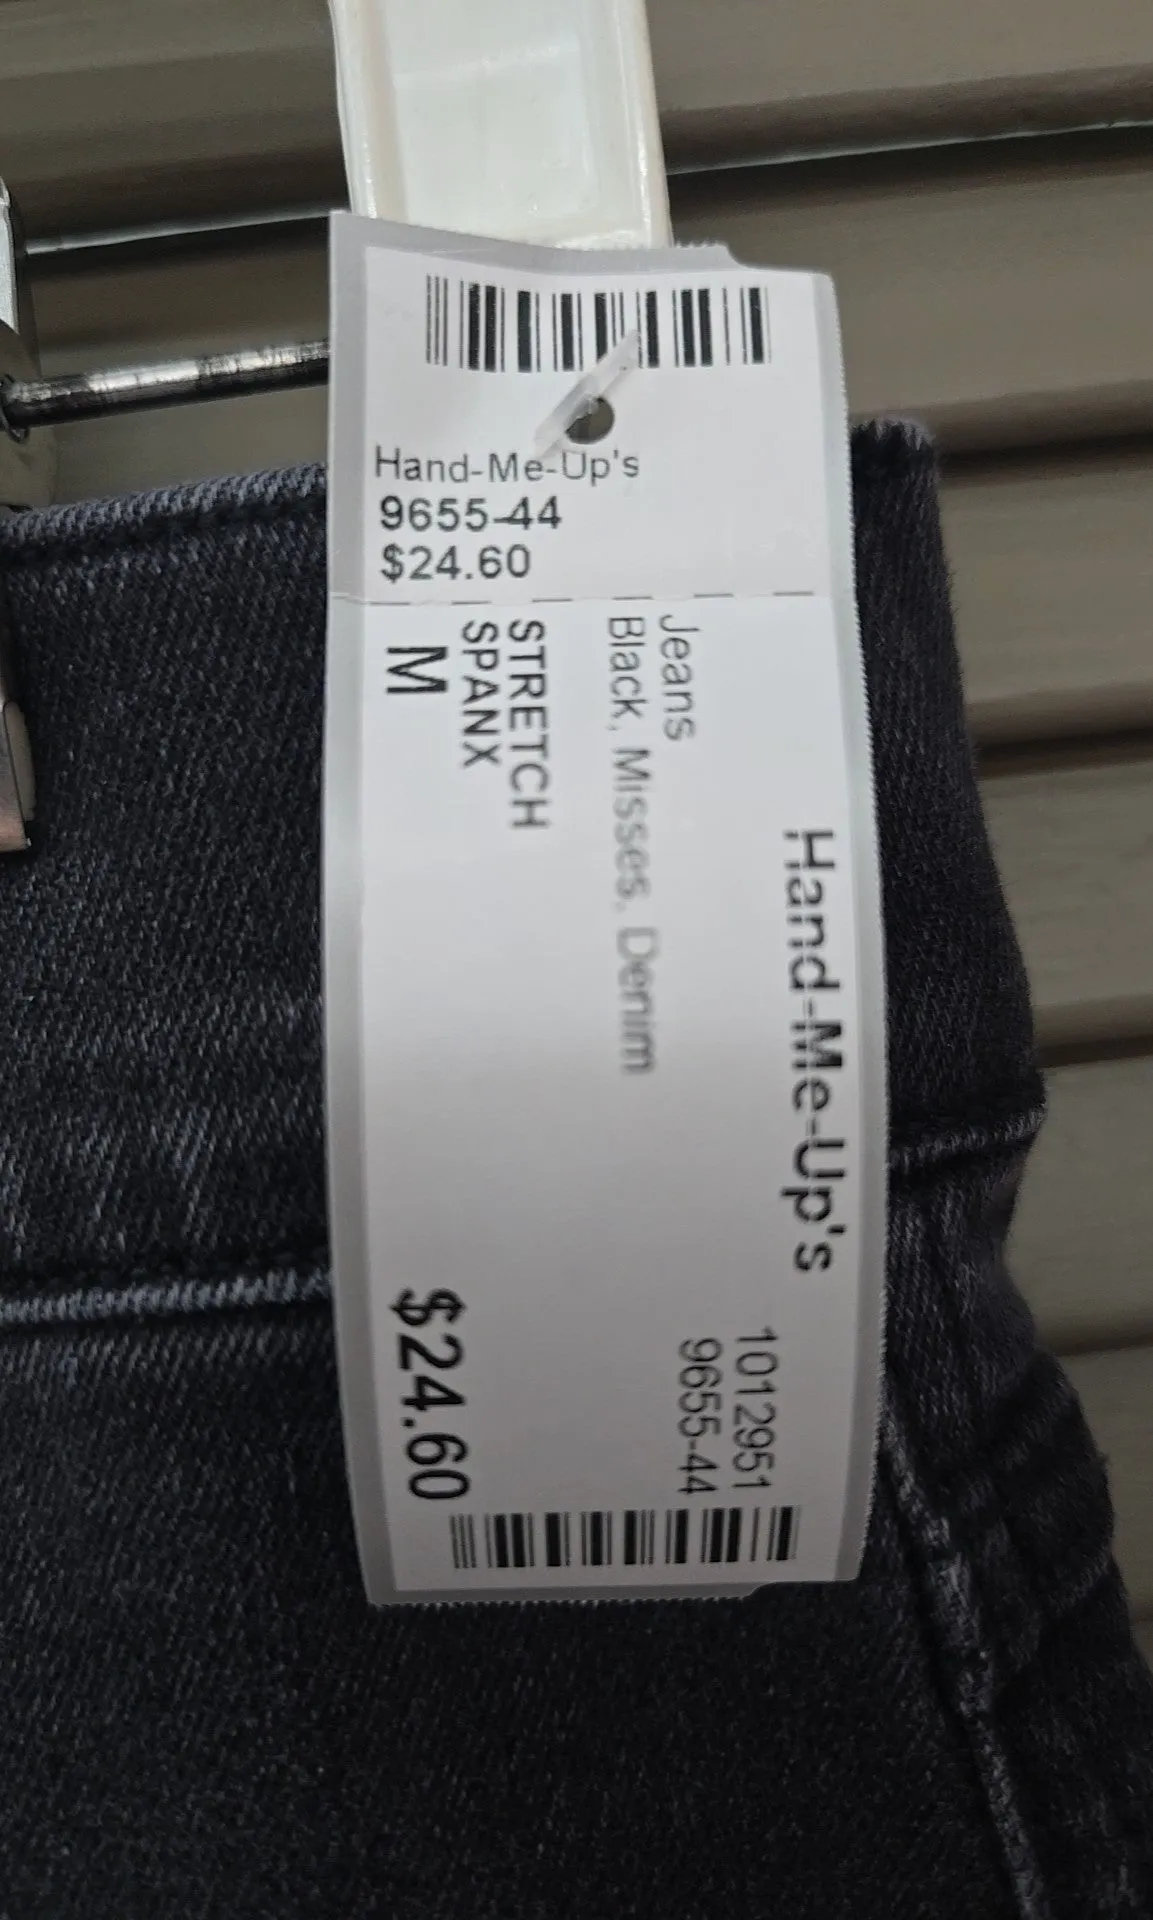 Hand-Me-Up's
9655-44
$24.60
Hand-Me-Up's
1012951
9655-44
Jeans
Black, Misses, Denim
STRETCH
SPANX
M
$24.60